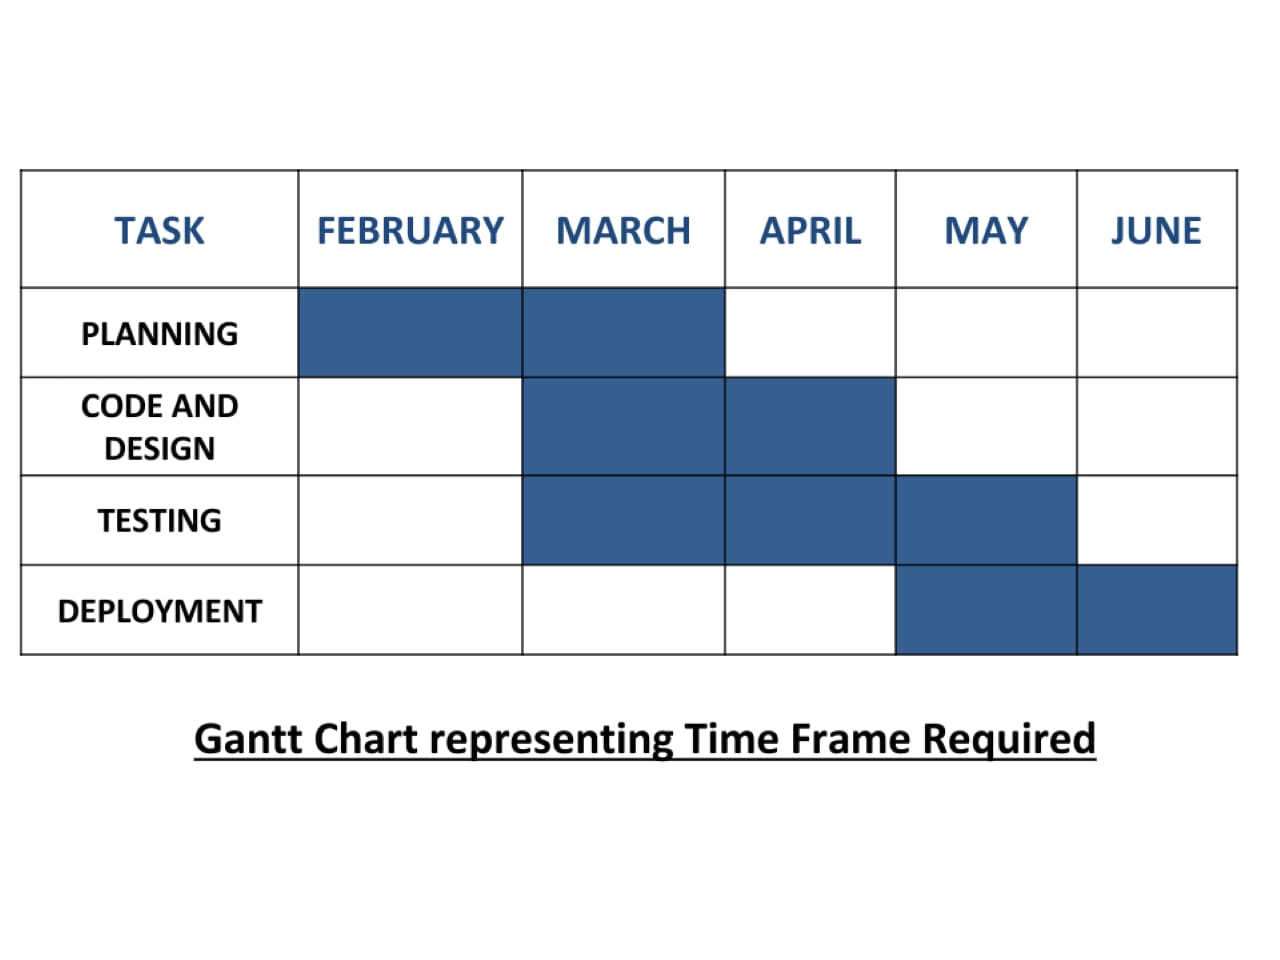 TASK FEBRUARY MARCH APRIL MAY JUNE
PLANNING
CODE AND
DESIGN
TESTING
DEPLOYMENT
Gantt Chart representing Time Frame Required